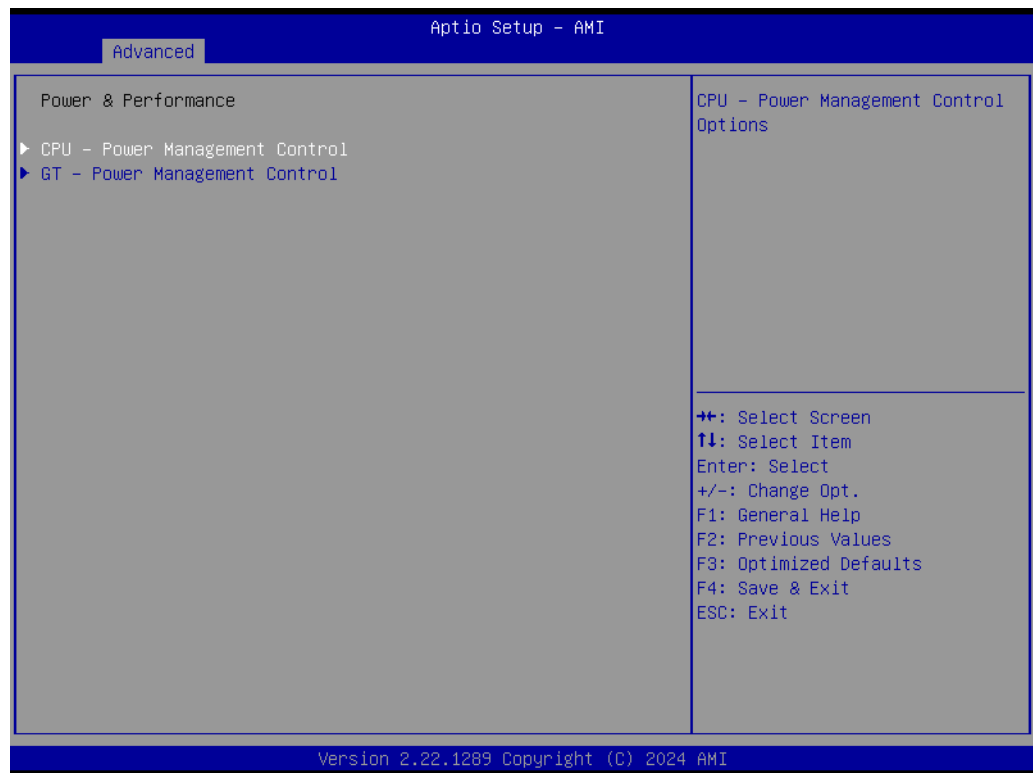 Aptio Setup – AMI
Advanced
Power & Performance
▶ CPU – Power Management Control
▶ GT – Power Management Control
CPU – Power Management Control
Options
→←: Select Screen
↑↓: Select Item
Enter: Select
+/-: Change Opt.
F1: General Help
F2: Previous Values
F3: Optimized Defaults
F4: Save & Exit
ESC: Exit
Version 2.22.1289 Copyright (C) 2024 AMI